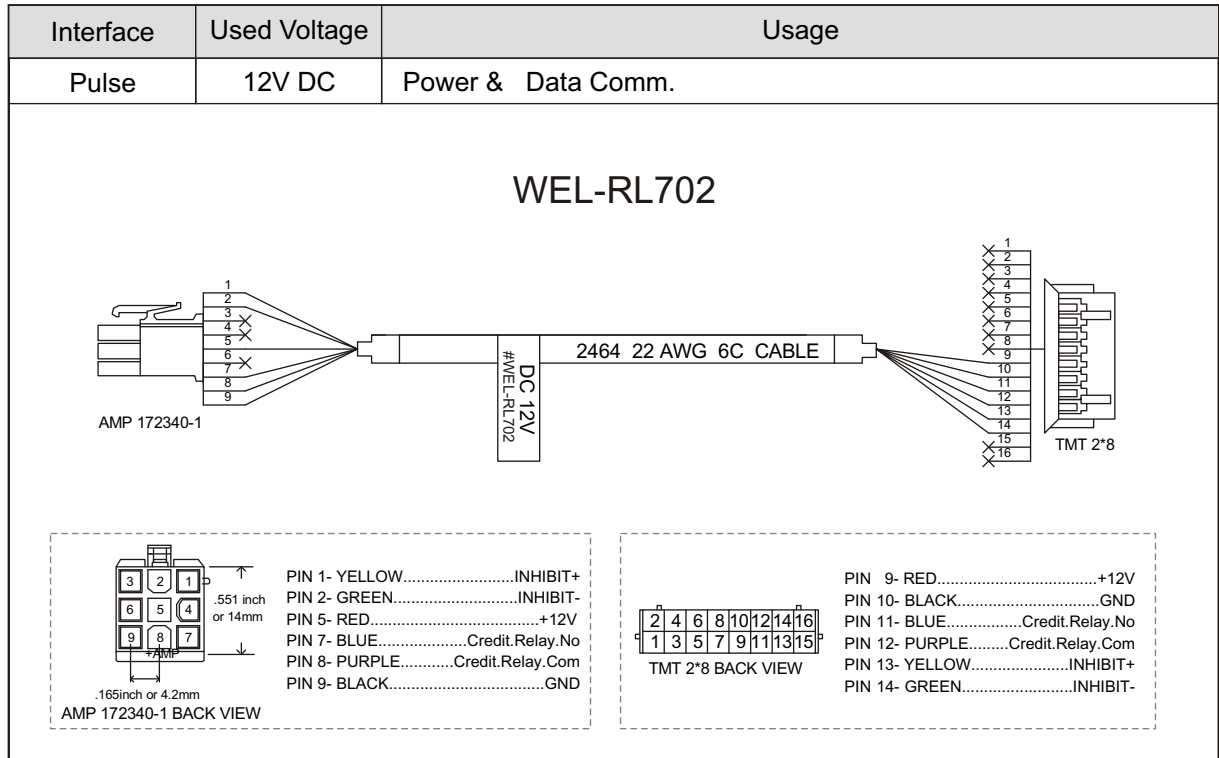 Interface Used Voltage Usage
Pulse 12V DC Power & Data Comm.
WEL-RL702
1
2
3
4
5
6
7
8
9
AMP 172340-1
DC 12V
#WEL-RL702
2464 22 AWG 6C CABLE
1
2
3
4
5
6
7
8
9
10
11
12
13
14
15
16
TMT 2*8
3 2 1
6 5 4
9 8 7
+AMP
.551 inch
or 14mm
.165inch or 4.2mm
AMP 172340-1 BACK VIEW
PIN 1- YELLOW.........................INHIBIT+
PIN 2- GREEN............................INHIBIT-
PIN 5- RED......................................+12V
PIN 7- BLUE....................Credit.Relay.No
PIN 8- PURPLE............Credit.Relay.Com
PIN 9- BLACK...................................GND
2 4 6 8 10 12 14 16
1 3 5 7 9 11 13 15
TMT 2*8 BACK VIEW
PIN 9- RED....................................+12V
PIN 10- BLACK................................GND
PIN 11- BLUE.................Credit.Relay.No
PIN 12- PURPLE.........Credit.Relay.Com
PIN 13- YELLOW......................INHIBIT+
PIN 14- GREEN.........................INHIBIT-